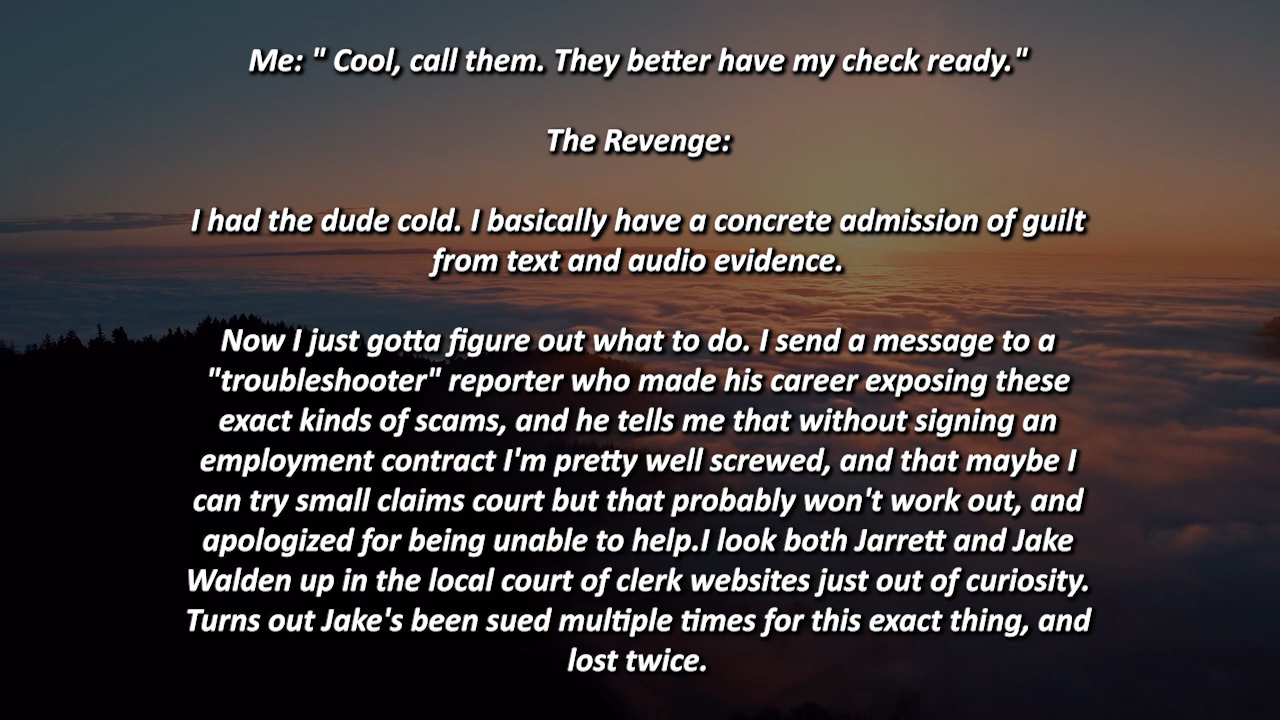 Me: " Cool, call them. They better have my check ready."
The Revenge:
I had the dude cold. I basically have a concrete admission of guilt
from text and audio evidence.
Now I just gotta figure out what to do. I send a message to a
"troubleshooter" reporter who made his career exposing these
exact kinds of scams, and he tells me that without signing an
employment contract I'm pretty well screwed, and that maybe I
can try small claims court but that probably won't work out, and
apologized for being unable to help.I look both Jarrett and Jake
Walden up in the local court of clerk websites just out of curiosity.
Turns out Jake's been sued multiple times for this exact thing, and
lost twice.